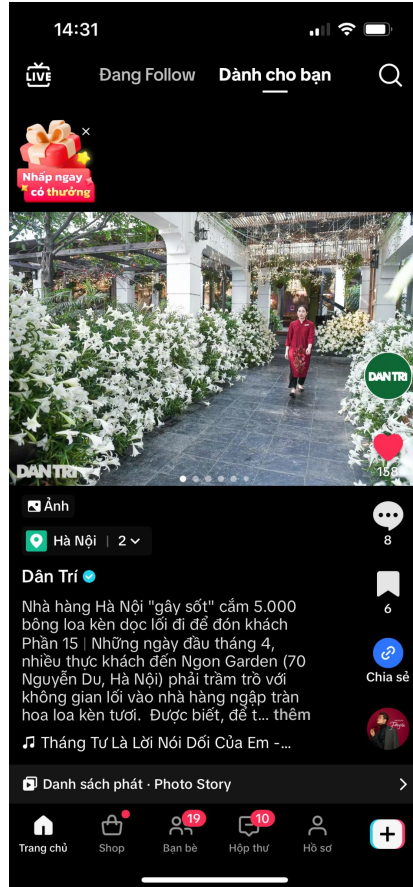 14:31
LIVE
Đang Follow
Dành cho bạn
Nhấp ngay
có thưởng
DÂN TRÍ
DÂN TRÍ
158
Ảnh
Hà Nội | 2
8
Dân Trí
6
Nhà hàng Hà Nội "gây sốt" cắm 5.000
bông loa kèn dọc lối đi để đón khách
Phần 15 | Những ngày đầu tháng 4,
nhiều thực khách đến Ngon Garden (70
Nguyễn Du, Hà Nội) phải trầm trồ với
không gian lối vào nhà hàng ngập tràn
hoa loa kèn tươi. Được biết, để t... thêm
Chia sẻ
Tháng Tư Là Lời Nói Dối Của Em -...
Danh sách phát · Photo Story
19
10
Trang chủ
Shop
Bạn bè
Hộp thư
Hồ sơ